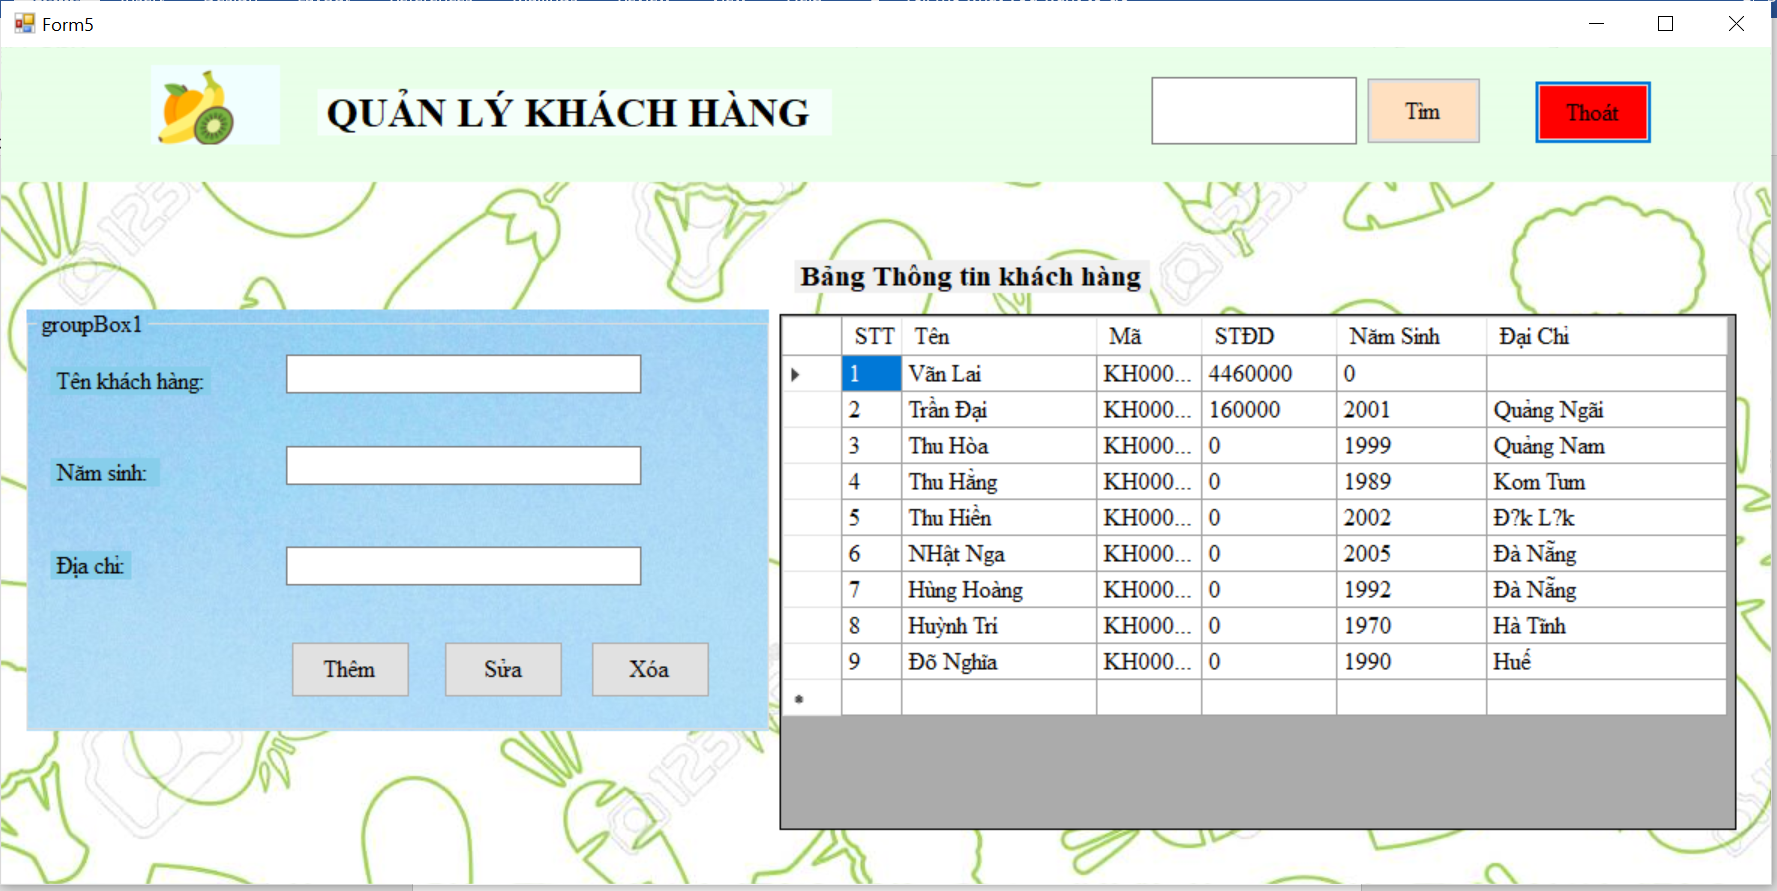 Form5
QUẢN LÝ KHÁCH HÀNG
Tìm
Thoát
Bảng Thông tin khách hàng
groupBox1
Tên khách hàng:
Năm sinh:
Địa chỉ:
Thêm Sửa Xóa
STT Tên Mã STĐD Năm Sinh Đại Chỉ
1 Văn Lai KH000... 4460000 0
2 Trần Đại KH000... 160000 2001 Quảng Ngãi
3 Thu Hòa KH000... 0 1999 Quảng Nam
4 Thu Hằng KH000... 0 1989 Kom Tum
5 Thu Hiền KH000... 0 2002 Đ?k L?k
6 NHật Nga KH000... 0 2005 Đà Nẵng
7 Hùng Hoàng KH000... 0 1992 Đà Nẵng
8 Huỳnh Trí KH000... 0 1970 Hà Tĩnh
9 Đõ Nghĩa KH000... 0 1990 Huế